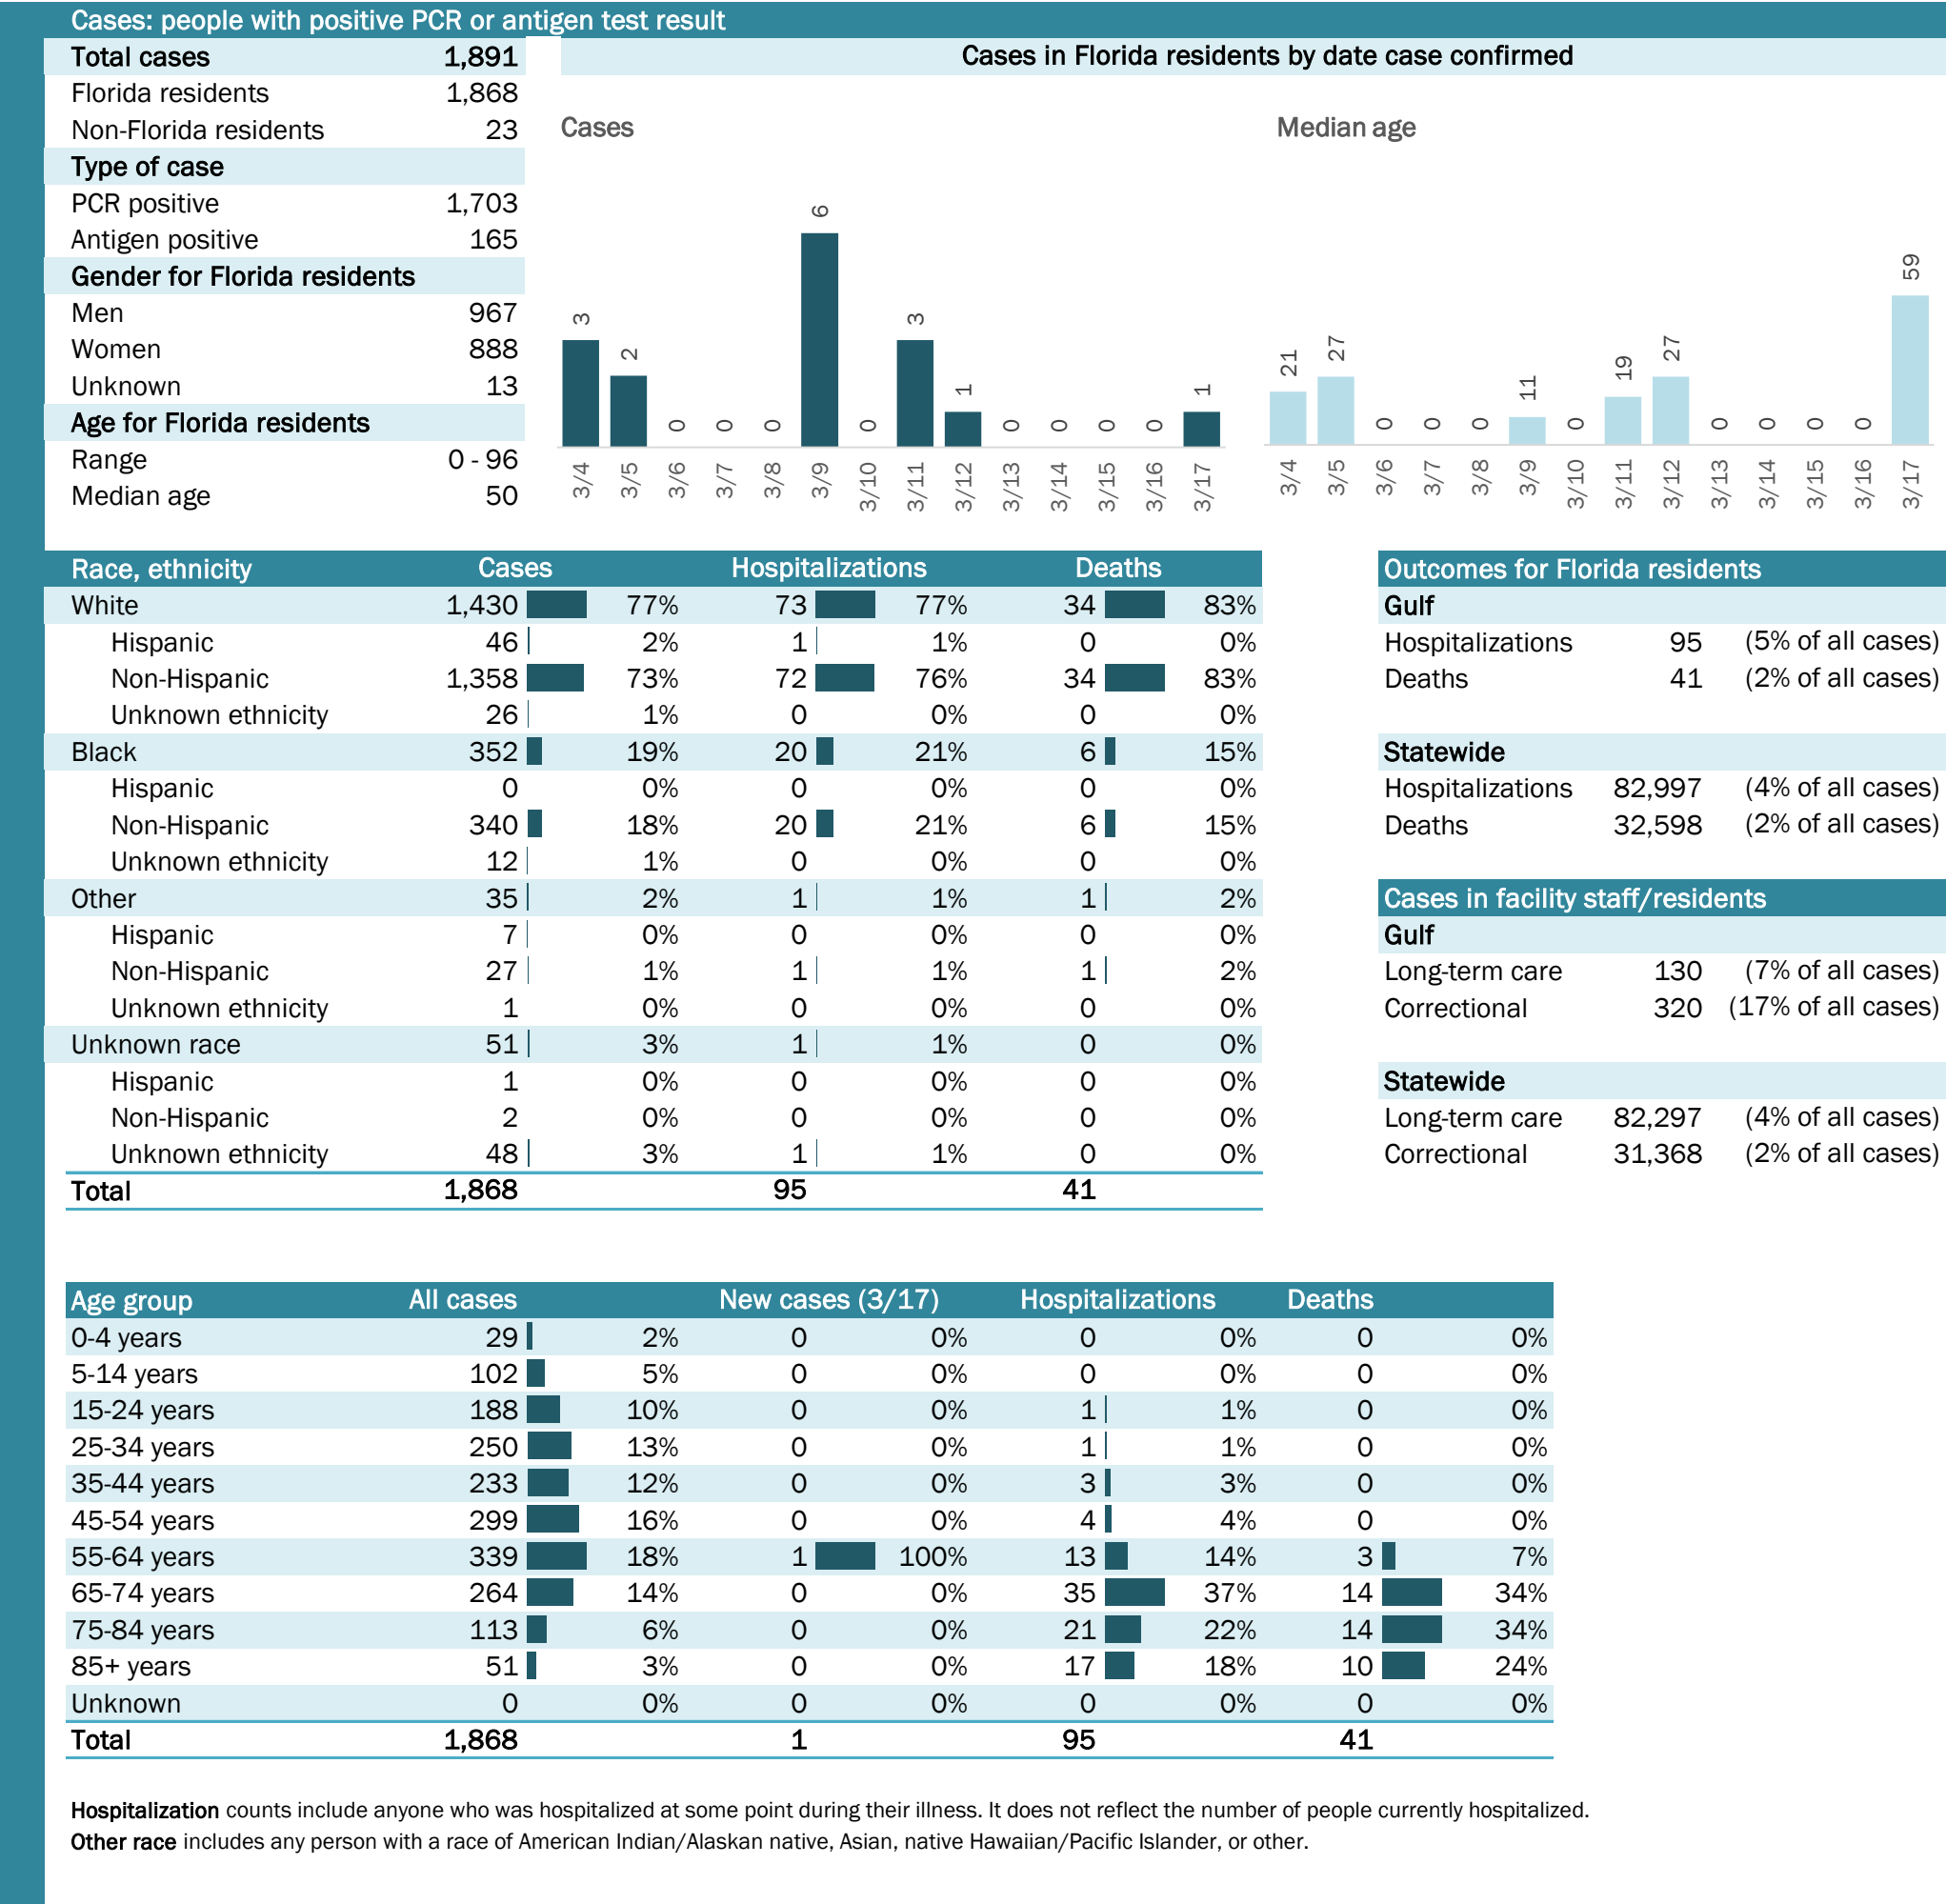 Cases: people with positive PCR or antigen test result
Total cases 1,891
Florida residents 1,868
Non-Florida residents 23
Type of case
PCR positive 1,703
Antigen positive 165
Gender for Florida residents
Men 967
Women 888
Unknown 13
Age for Florida residents
Range 0 - 96
Median age 50
Cases in Florida residents by date case confirmed
Cases
3 2 0 0 0 6 0 3 1 0 0 0 0 1
3/4 3/5 3/6 3/7 3/8 3/9 3/10 3/11 3/12 3/13 3/14 3/15 3/16 3/17
Median age
21 27 0 0 0 11 0 19 27 0 0 0 0 59
3/4 3/5 3/6 3/7 3/8 3/9 3/10 3/11 3/12 3/13 3/14 3/15 3/16 3/17
Race, ethnicity Cases Hospitalizations Deaths
White 1,430 77% 73 77% 34 83%
Hispanic 46 2% 1 1% 0 0%
Non-Hispanic 1,358 73% 72 76% 34 83%
Unknown ethnicity 26 1% 0 0% 0 0%
Black 352 19% 20 21% 6 15%
Hispanic 0 0% 0 0% 0 0%
Non-Hispanic 340 18% 20 21% 6 15%
Unknown ethnicity 12 1% 0 0% 0 0%
Other 35 2% 1 1% 1 2%
Hispanic 7 0% 0 0% 0 0%
Non-Hispanic 27 1% 1 1% 1 2%
Unknown ethnicity 1 0% 0 0% 0 0%
Unknown race 51 3% 1 1% 0 0%
Hispanic 1 0% 0 0% 0 0%
Non-Hispanic 2 0% 0 0% 0 0%
Unknown ethnicity 48 3% 1 1% 0 0%
Total 1,868 95 41
Outcomes for Florida residents
Gulf
Hospitalizations 95 (5% of all cases)
Deaths 41 (2% of all cases)
Statewide
Hospitalizations 82,997 (4% of all cases)
Deaths 32,598 (2% of all cases)
Cases in facility staff/residents
Gulf
Long-term care 130 (7% of all cases)
Correctional 320 (17% of all cases)
Statewide
Long-term care 82,297 (4% of all cases)
Correctional 31,368 (2% of all cases)
Age group All cases New cases (3/17) Hospitalizations Deaths
0-4 years 29 2% 0 0% 0 0% 0 0%
5-14 years 102 5% 0 0% 0 0% 0 0%
15-24 years 188 10% 0 0% 1 1% 0 0%
25-34 years 250 13% 0 0% 1 1% 0 0%
35-44 years 233 12% 0 0% 3 3% 0 0%
45-54 years 299 16% 0 0% 4 4% 0 0%
55-64 years 339 18% 1 100% 13 14% 3 7%
65-74 years 264 14% 0 0% 35 37% 14 34%
75-84 years 113 6% 0 0% 21 22% 14 34%
85+ years 51 3% 0 0% 17 18% 10 24%
Unknown 0 0% 0 0% 0 0% 0 0%
Total 1,868 1 95 41
Hospitalization counts include anyone who was hospitalized at some point during their illness. It does not reflect the number of people currently hospitalized.
Other race includes any person with a race of American Indian/Alaskan native, Asian, native Hawaiian/Pacific Islander, or other.